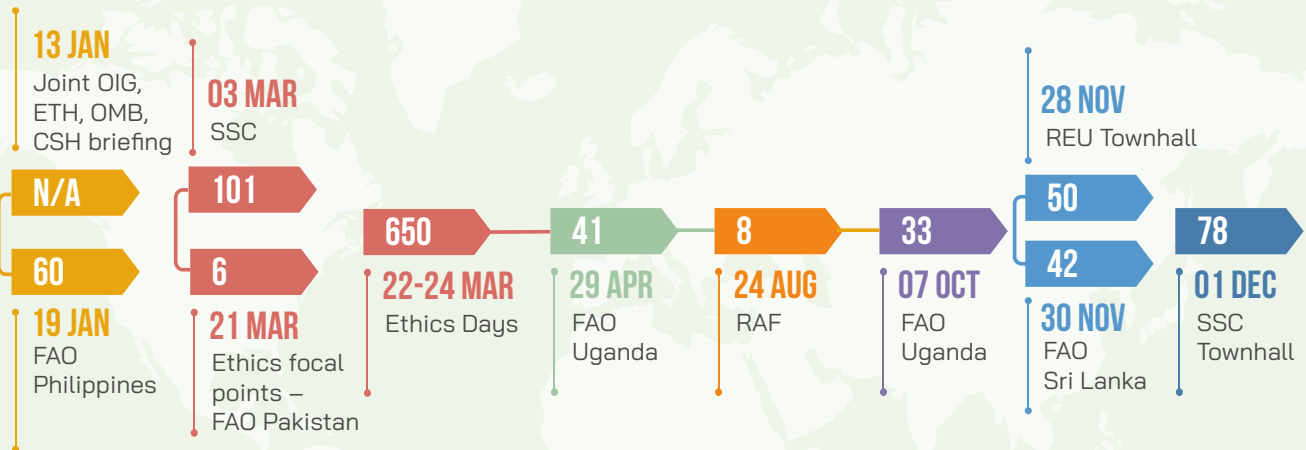 13 JAN
Joint OIG,
ETH, OMB,
CSH briefing
N/A
60
19 JAN
FAO
Philippines
03 MAR
SSC
101
6
21 MAR
Ethics focal
points –
FAO Pakistan
650
22-24 MAR
Ethics Days
41
29 APR
FAO
Uganda
8
24 AUG
RAF
33
07 OCT
FAO
Uganda
28 NOV
REU Townhall
50
42
30 NOV
FAO
Sri Lanka
78
01 DEC
SSC
Townhall